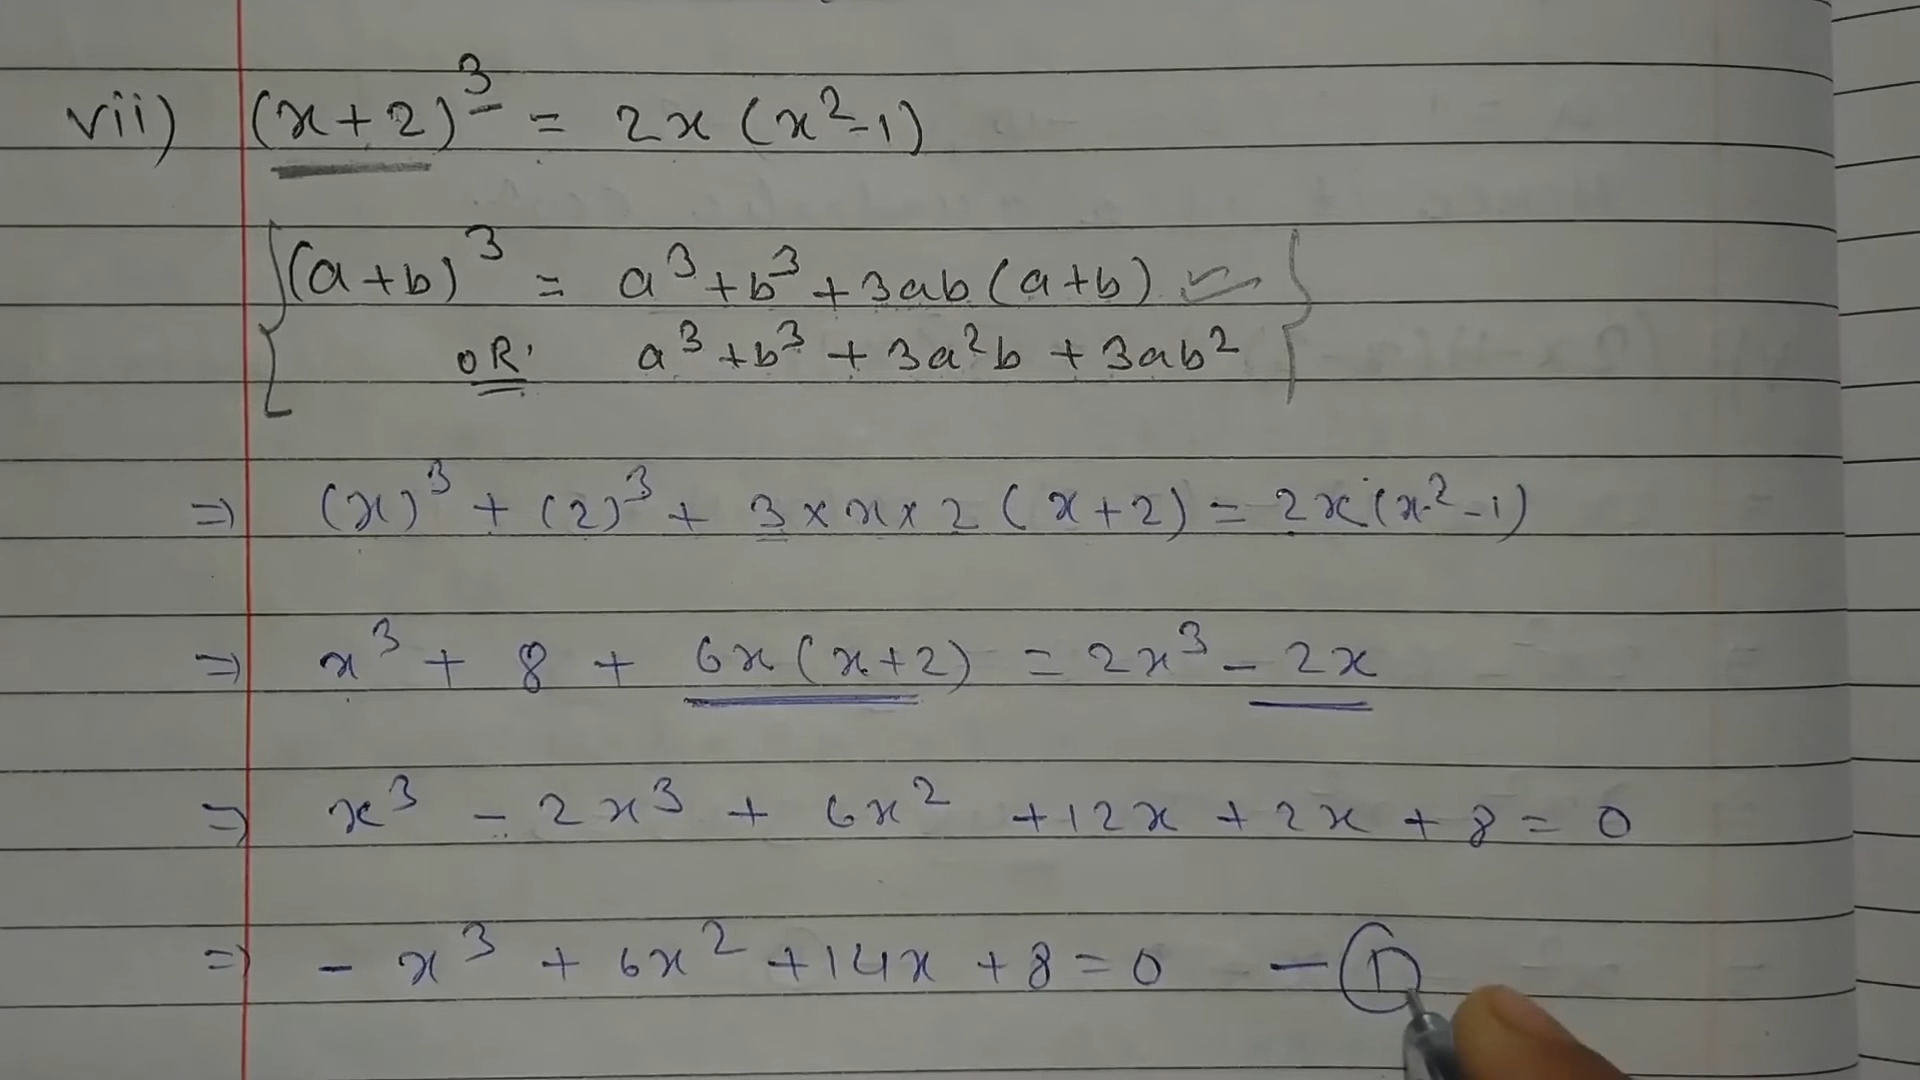 vii) (x+2)³ = 2x (x²-1)
(a+b)³ = a³+b³+3ab(a+b)
OR. a³+b³+3a²b+3ab²
⇒ (x)³ + (2)³ + 3×x×2 (x+2) = 2x(x²-1)
⇒ x³ + 8 + 6x(x+2) = 2x³ - 2x
⇒ x³ - 2x³ + 6x² +12x + 2x + 8 = 0
⇒ - x³ + 6x² +14x + 8 = 0 — ①